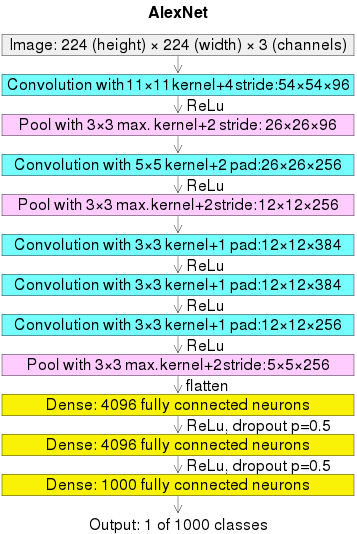 AlexNet
Image: 224 (height) × 224 (width) × 3 (channels)
Convolution with 11×11 kernel+4 stride:54×54×96
ReLu
Pool with 3×3 max. kernel+2 stride: 26×26×96
Convolution with 5×5 kernel+2 pad:26×26×256
ReLu
Pool with 3×3 max.kernel+2stride:12×12×256
Convolution with 3×3 kernel+1 pad:12×12×384
ReLu
Convolution with 3×3 kernel+1 pad:12×12×384
ReLu
Convolution with 3×3 kernel+1 pad:12×12×256
ReLu
Pool with 3×3 max.kernel+2stride:5×5×256
flatten
Dense: 4096 fully connected neurons
ReLu, dropout p=0.5
Dense: 4096 fully connected neurons
ReLu, dropout p=0.5
Dense: 1000 fully connected neurons
Output: 1 of 1000 classes